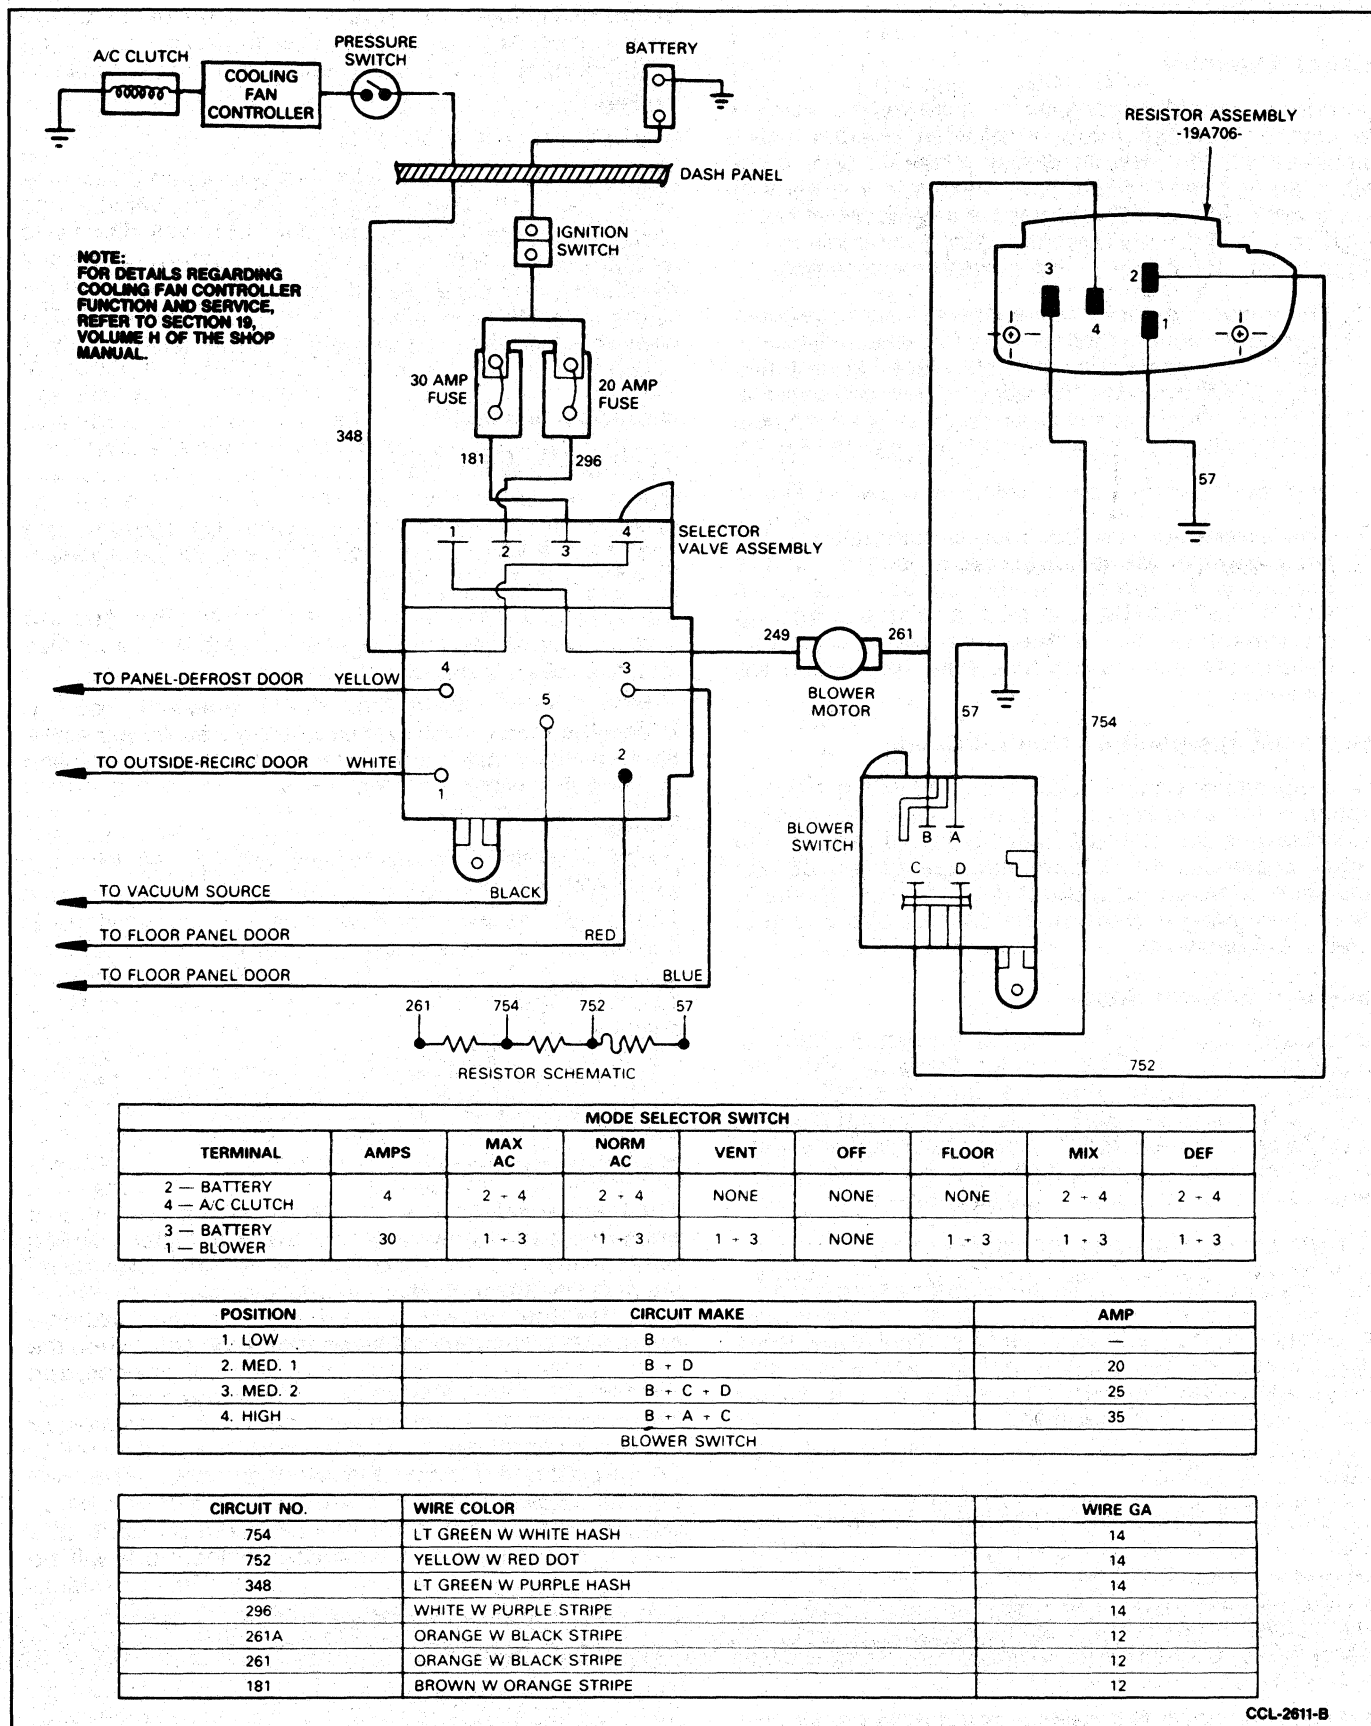 A/C CLUTCH
COOLING
FAN
CONTROLLER
PRESSURE
SWITCH
BATTERY
RESISTOR ASSEMBLY
-19A706-
DASH PANEL
IGNITION
SWITCH
NOTE:
FOR DETAILS REGARDING
COOLING FAN CONTROLLER
FUNCTION AND SERVICE,
REFER TO SECTION 19,
VOLUME H OF THE SHOP
MANUAL.
3
2
4
1
30 AMP
FUSE
20 AMP
FUSE
348
181
296
57
1
2
3
4
SELECTOR
VALVE ASSEMBLY
249
261
BLOWER
MOTOR
57
754
TO PANEL-DEFROST DOOR YELLOW
4
3
5
TO OUTSIDE-RECIRC DOOR WHITE
1
2
BLOWER
SWITCH
B A
C D
TO VACUUM SOURCE BLACK
TO FLOOR PANEL DOOR RED
TO FLOOR PANEL DOOR BLUE
261 754 752 57
RESISTOR SCHEMATIC
752
MODE SELECTOR SWITCH
TERMINAL AMPS MAX AC NORM AC VENT OFF FLOOR MIX DEF
2 — BATTERY
4 — A/C CLUTCH
4 2 + 4 2 + 4 NONE NONE NONE 2 + 4 2 + 4
3 — BATTERY
1 — BLOWER
30 1 + 3 1 + 3 1 + 3 NONE 1 + 3 1 + 3 1 + 3
POSITION CIRCUIT MAKE AMP
1. LOW B —
2. MED. 1 B + D 20
3. MED. 2 B + C + D 25
4. HIGH B + A + C 35
BLOWER SWITCH
CIRCUIT NO. WIRE COLOR WIRE GA
754 LT GREEN W WHITE HASH 14
752 YELLOW W RED DOT 14
348 LT GREEN W PURPLE HASH 14
296 WHITE W PURPLE STRIPE 14
261A ORANGE W BLACK STRIPE 12
261 ORANGE W BLACK STRIPE 12
181 BROWN W ORANGE STRIPE 12
CCL-2611-B